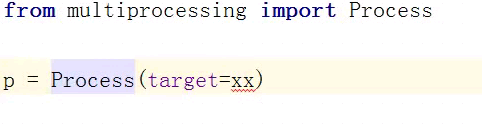 from multiprocessing import Process
p = Process(target=xx)